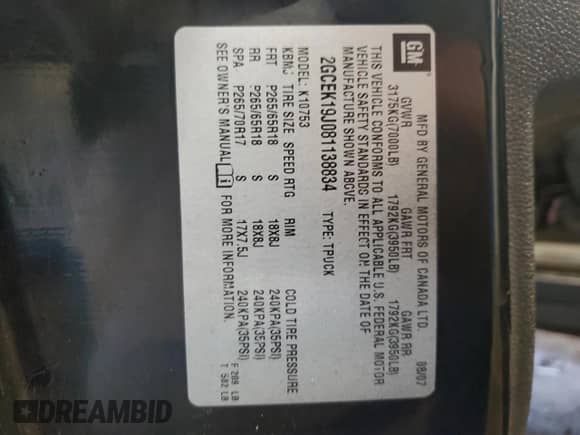 GM
MFD BY GENERAL MOTORS OF CANADA LTD. 08/07
GVWR GAWR FRT GAWR RR
3175KG(7000LB) 1792KG(3950LB) 1792KG(3950LB)
THIS VEHICLE CONFORMS TO ALL APPLICABLE U.S. FEDERAL MOTOR
VEHICLE SAFETY STANDARDS IN EFFECT ON THE DATE OF
MANUFACTURE SHOWN ABOVE.
2GCEK19J081138834 TYPE: TRUCK
MODEL: K10753
KBMJ TIRE SIZE SPEED RTG RIM COLD TIRE PRESSURE
FRT P265/65R18 S 18X8J 240KPA(35PSI)
RR P265/65R18 S 18X8J 240KPA(35PSI)
SPA P265/70R17 S 17X7.5J 240KPA(35PSI)
SEE OWNER'S MANUAL i FOR MORE INFORMATION.
F 209 LB
T 502 LB
DREAMBID